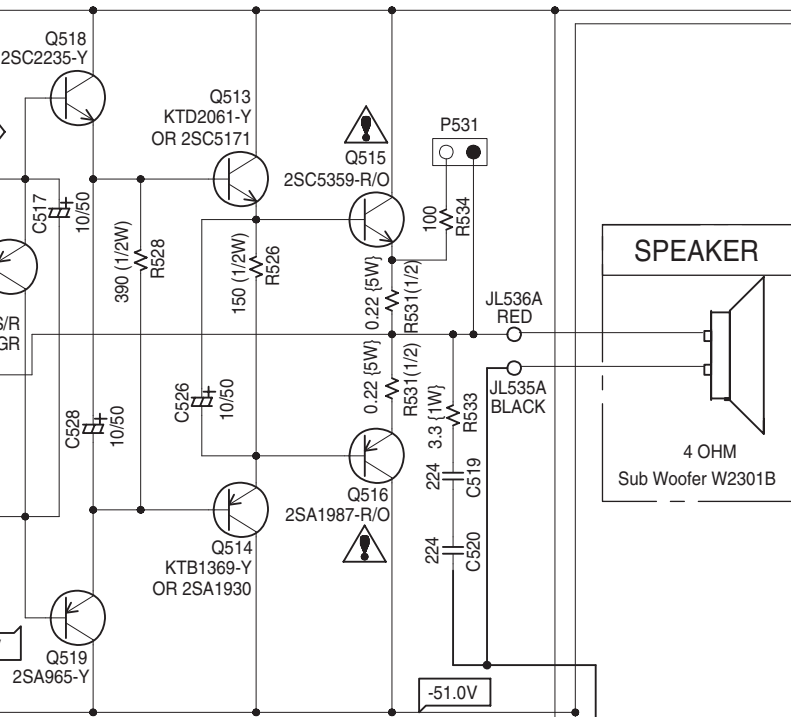 Q518
2SC2235-Y
Q513
KTD2061-Y
OR 2SC5171
Q515
2SC5359-R/O
P531
C517
10/50
390 (1/2W)
R528
150 (1/2W)
R526
100
R534
0.22 {5W}
R531(1/2)
SPEAKER
JL536A
RED
S/R
GR
C528
10/50
C526
10/50
0.22 {5W}
R531(1/2)
3.3 {1W}
R533
JL535A
BLACK
4 OHM
Sub Woofer W2301B
224
C519
Q516
2SA1987-R/O
Q514
KTB1369-Y
OR 2SA1930
224
C520
Q519
2SA965-Y
-51.0V